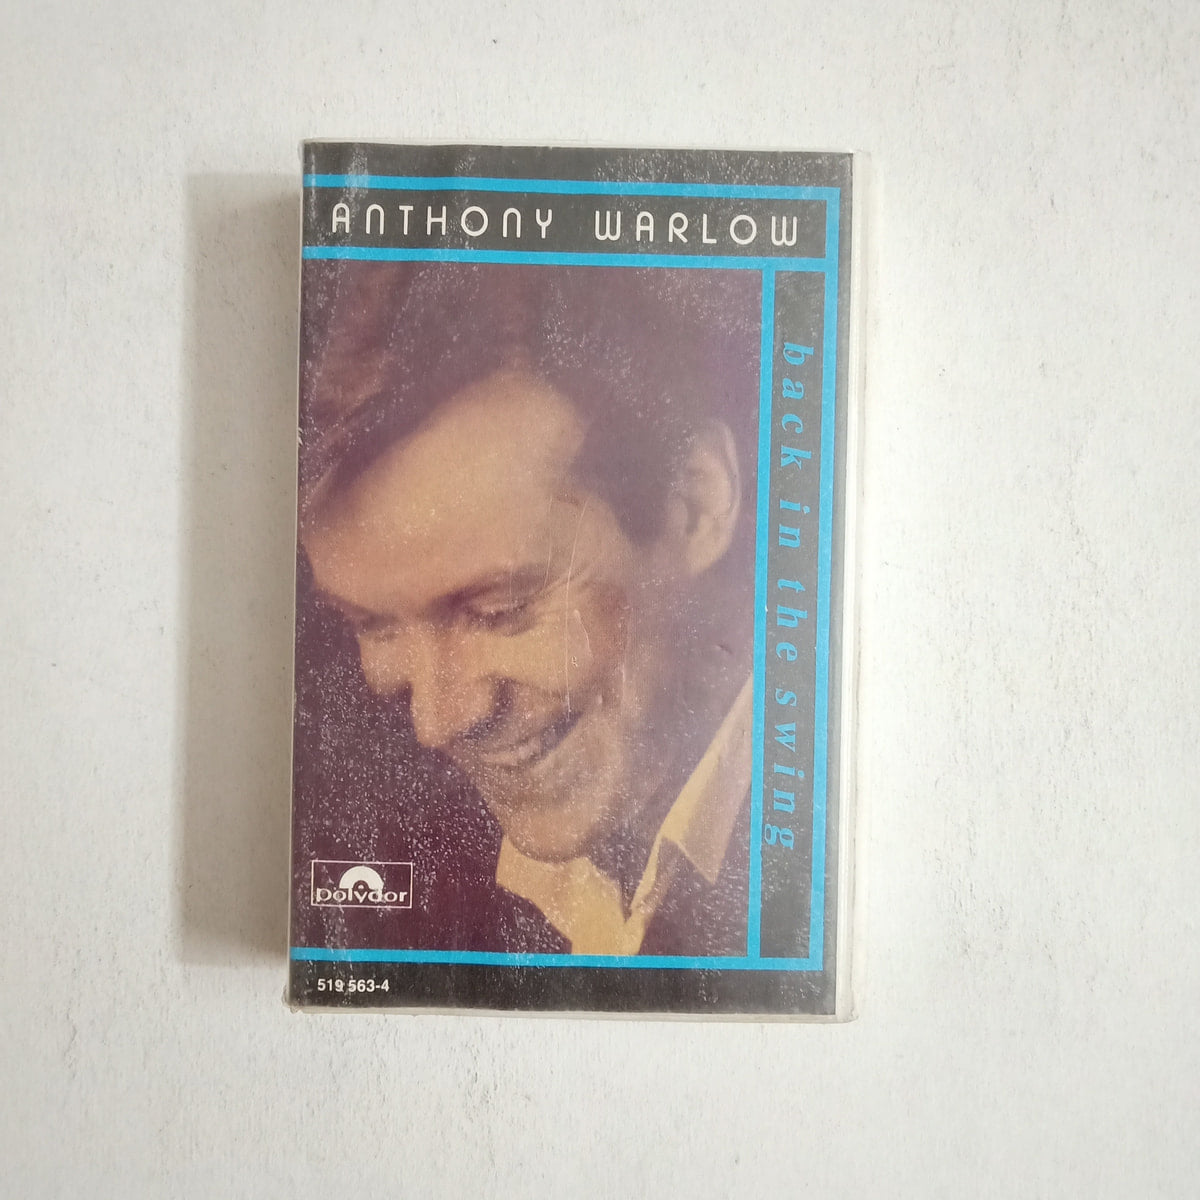 ANTHONY WARLOW
back in the swing
polydor
519 563-4